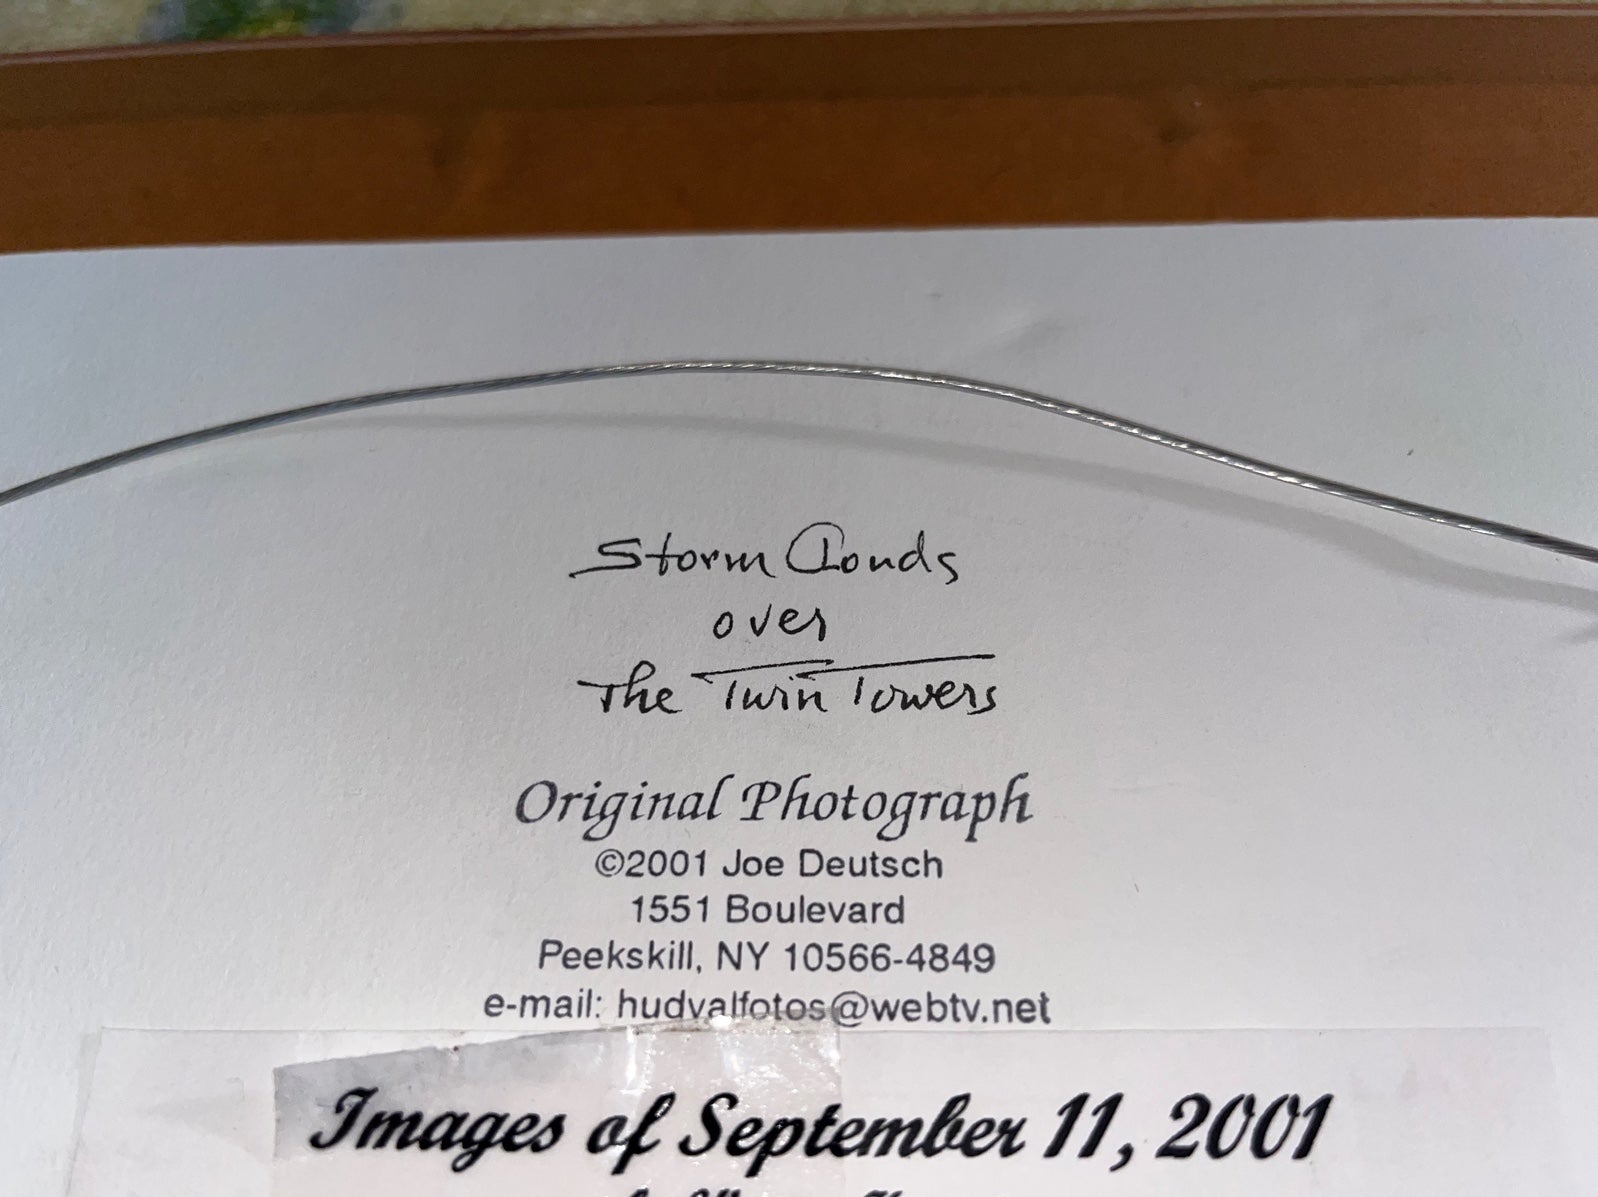 Storm Clouds
over
The Twin Towers
Original Photograph
©2001 Joe Deutsch
1551 Boulevard
Peekskill, NY 10566-4849
e-mail: hudvalfotos@webtv.net
Images of September 11, 2001